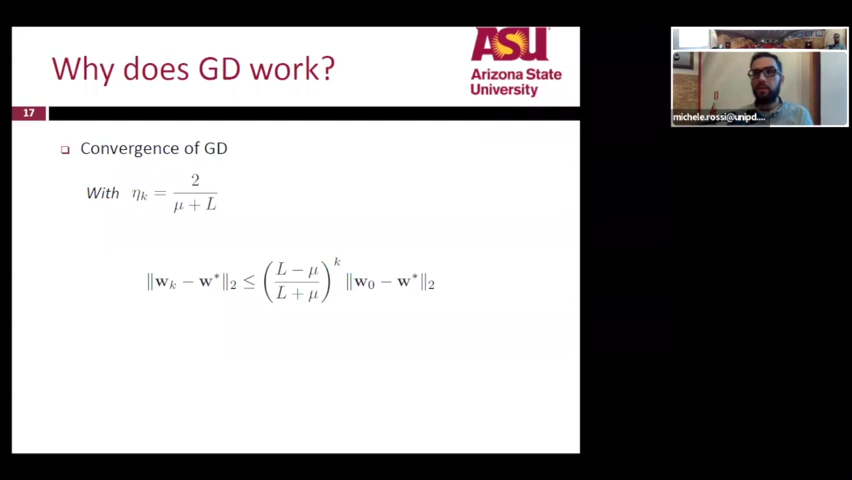 Why does GD work?
ASU
Arizona State
University
17
❑ Convergence of GD
With η_k = 2 / (μ + L)
‖w_k − w*‖₂ ≤ ((L − μ) / (L + μ))^k ‖w_0 − w*‖₂
michele.rossi@unipd....